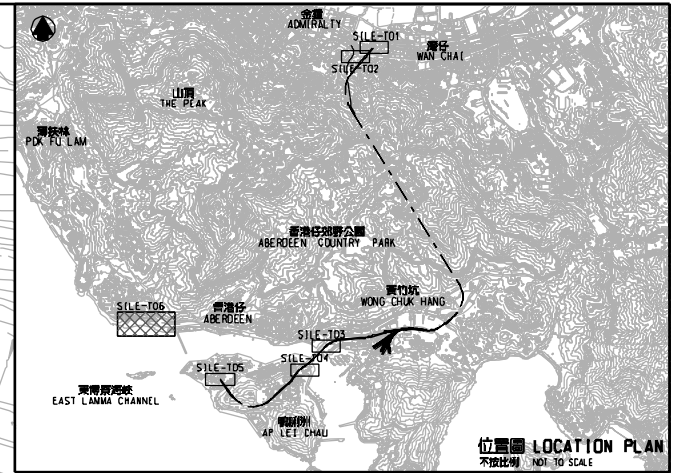 金鐘
ADMIRALTY
SILE-T01
灣仔
WAN CHAI
SILE-T02
山頂
THE PEAK
薄扶林
POK FU LAM
香港仔郊野公園
ABERDEEN COUNTRY PARK
黃竹坑
WONG CHUK HANG
SILE-T06
香港仔
ABERDEEN
SILE-T03
SILE-T04
SILE-T05
東博寮海峽
EAST LAMMA CHANNEL
鴨脷洲
AP LEI CHAU
位置圖 LOCATION PLAN
不按比例 NOT TO SCALE